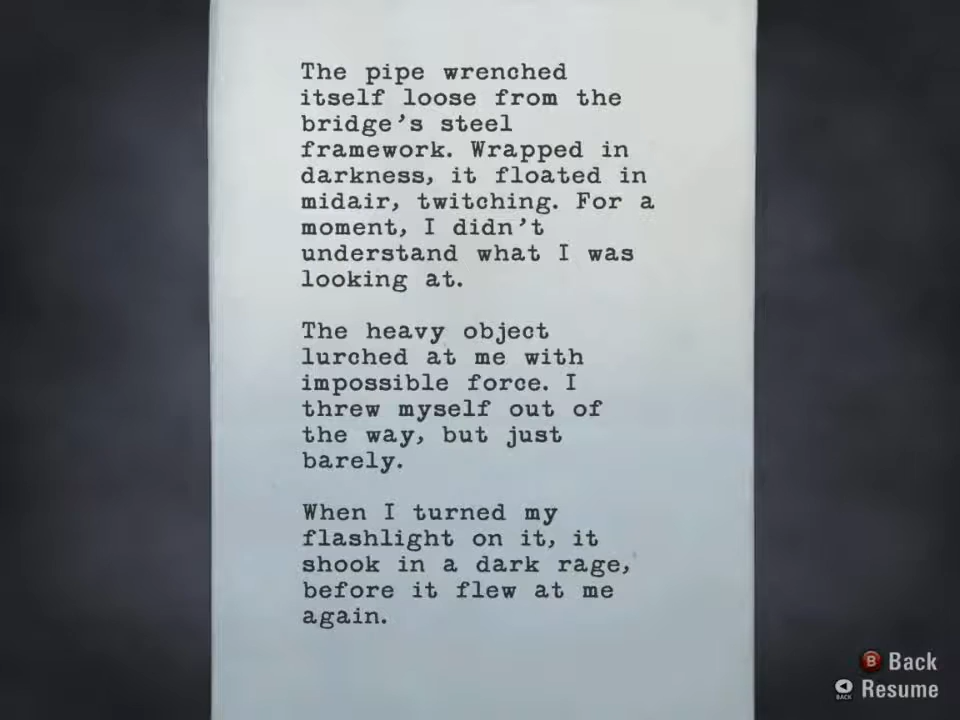 The pipe wrenched
itself loose from the
bridge's steel
framework. Wrapped in
darkness, it floated in
midair, twitching. For a
moment, I didn't
understand what I was
looking at.
The heavy object
lurched at me with
impossible force. I
threw myself out of
the way, but just
barely.
When I turned my
flashlight on it, it
shook in a dark rage,
before it flew at me
again.
B Back
BACK Resume